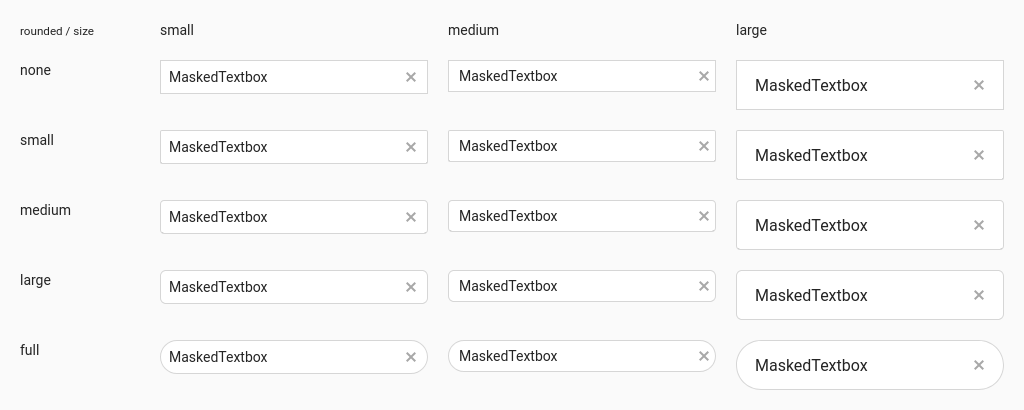 rounded / size small medium large
none MaskedTextbox MaskedTextbox MaskedTextbox
small MaskedTextbox MaskedTextbox MaskedTextbox
medium MaskedTextbox MaskedTextbox MaskedTextbox
large MaskedTextbox MaskedTextbox MaskedTextbox
full MaskedTextbox MaskedTextbox MaskedTextbox